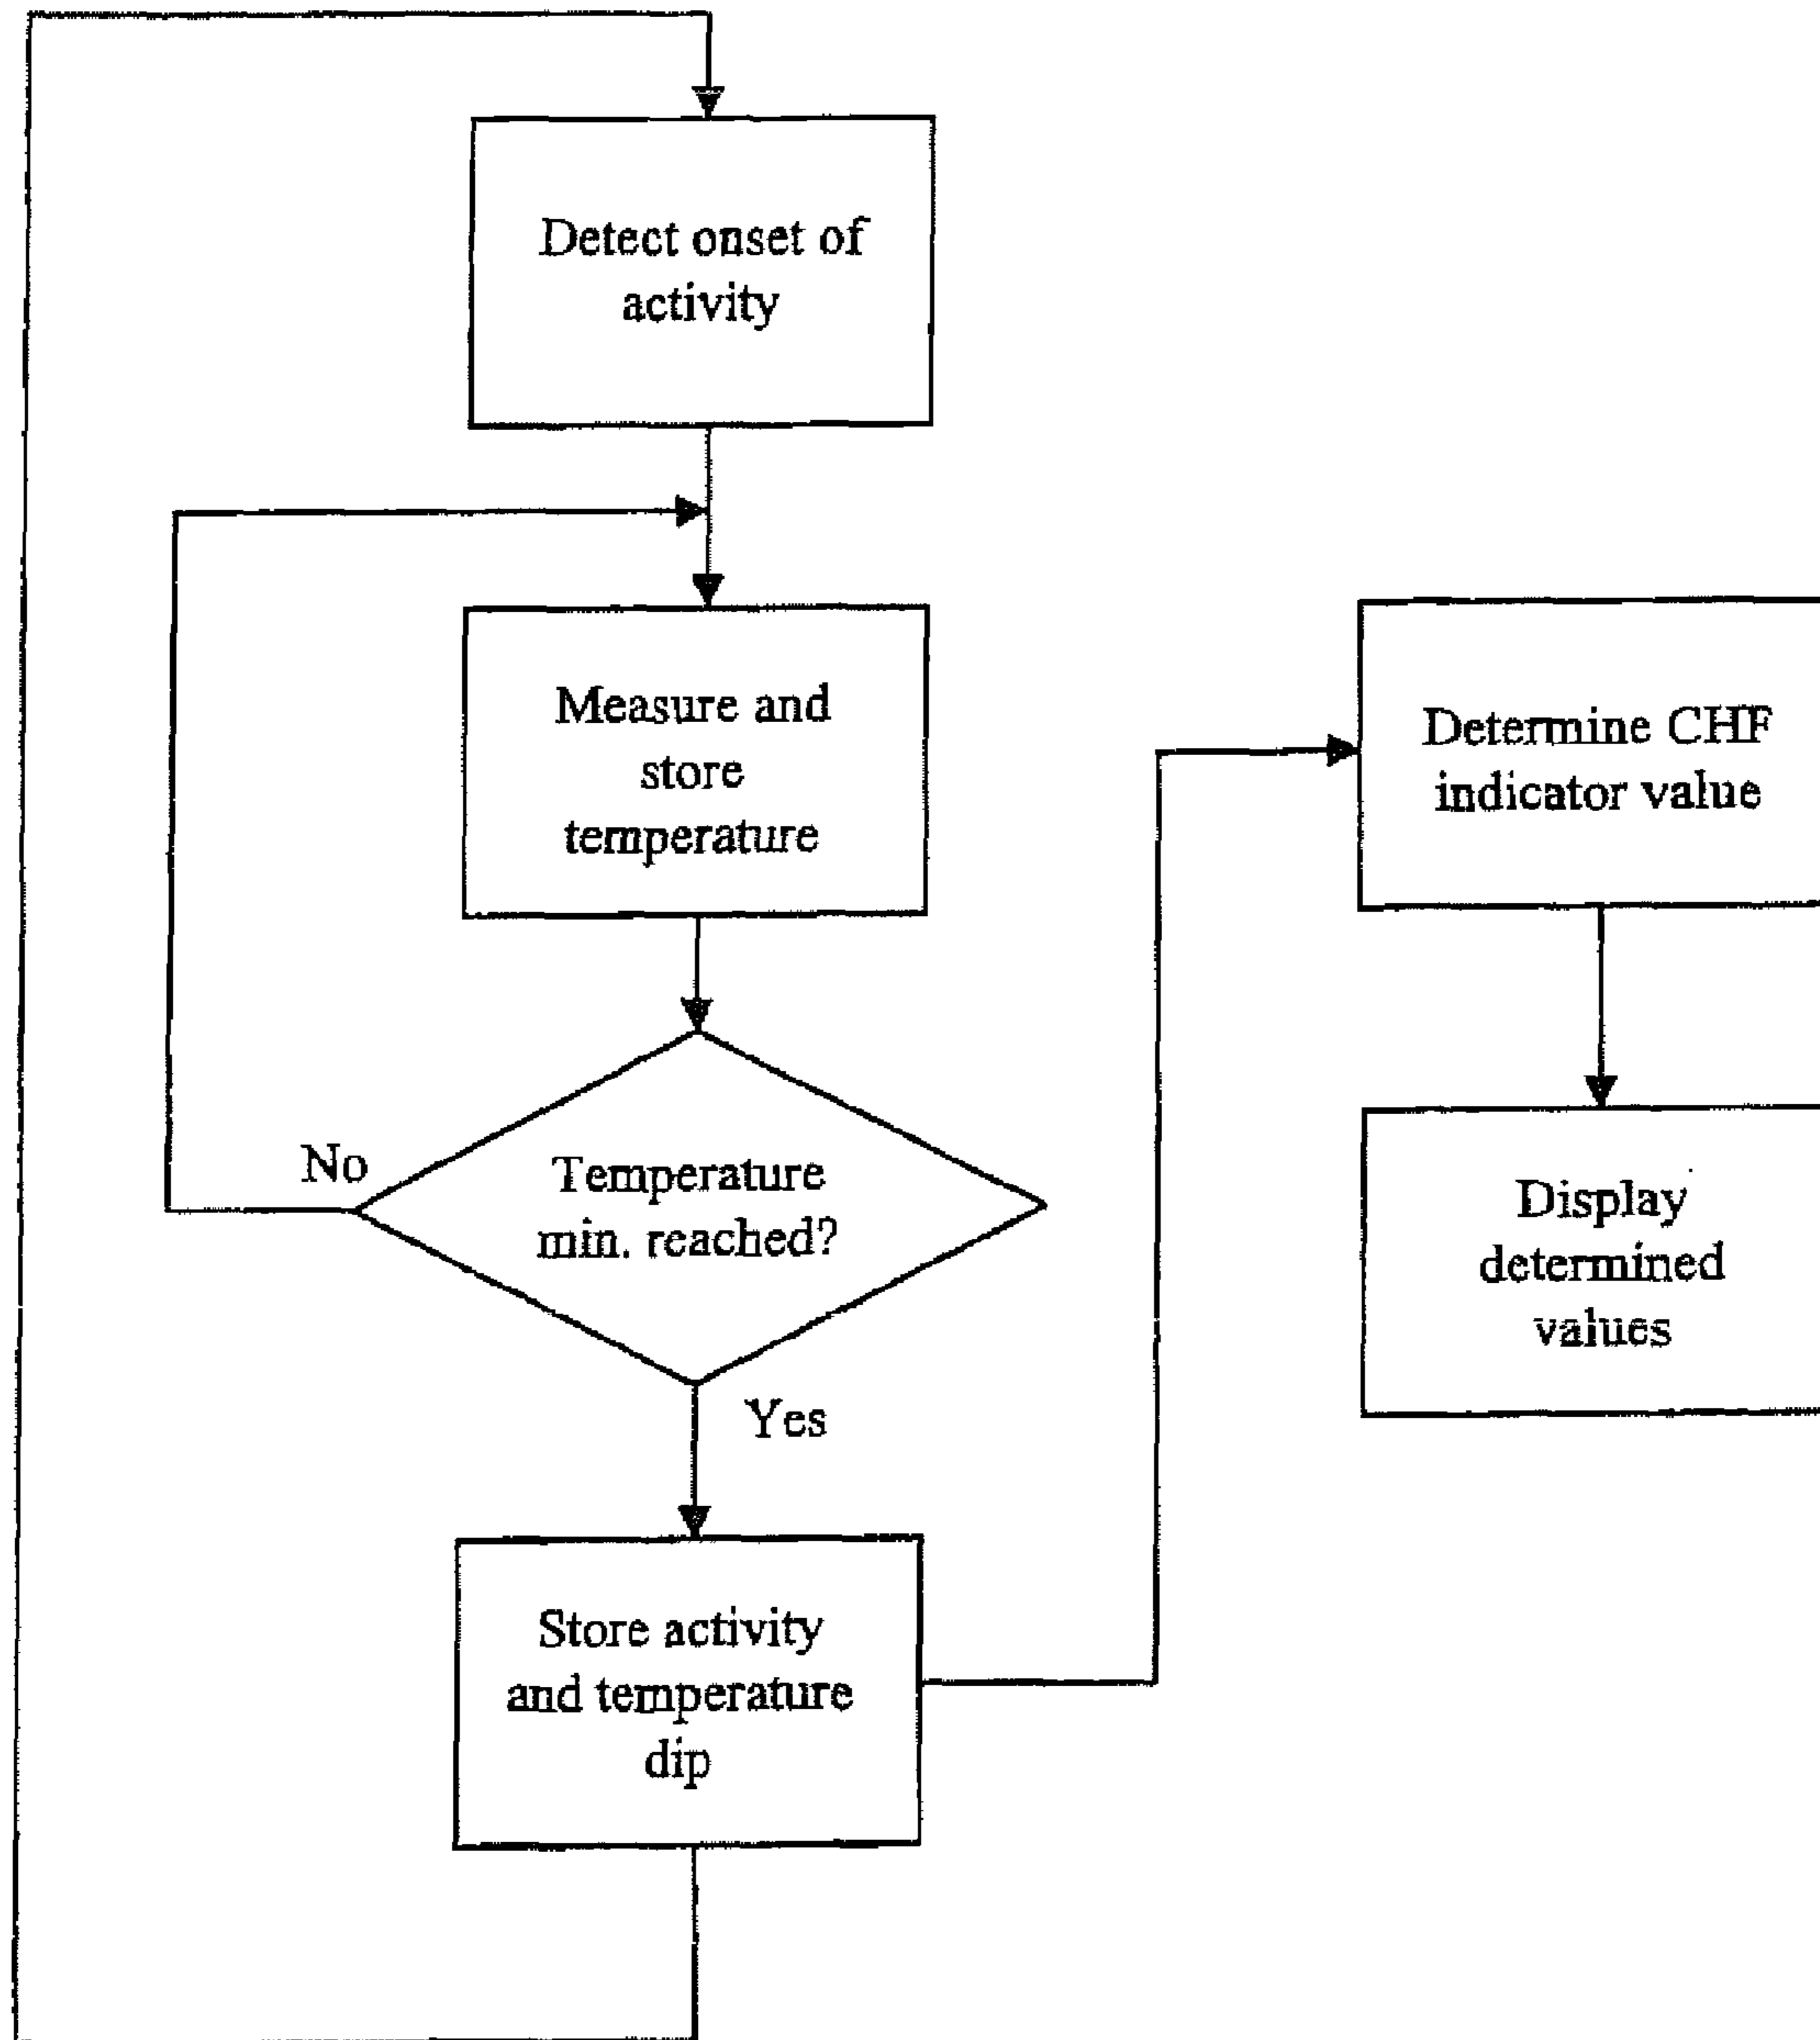 Detect onset of
activity
Measure and
store
temperature
No
Temperature
min. reached?
Yes
Store activity
and temperature
dip
Determine CHF
indicator value
Display
determined
values